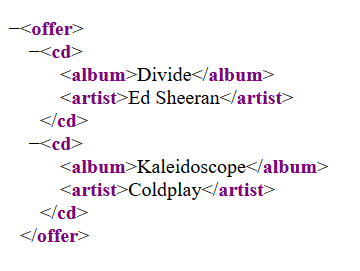 −<offer>
−<cd>
<album>Divide</album>
<artist>Ed Sheeran</artist>
</cd>
−<cd>
<album>Kaleidoscope</album>
<artist>Coldplay</artist>
</cd>
</offer>